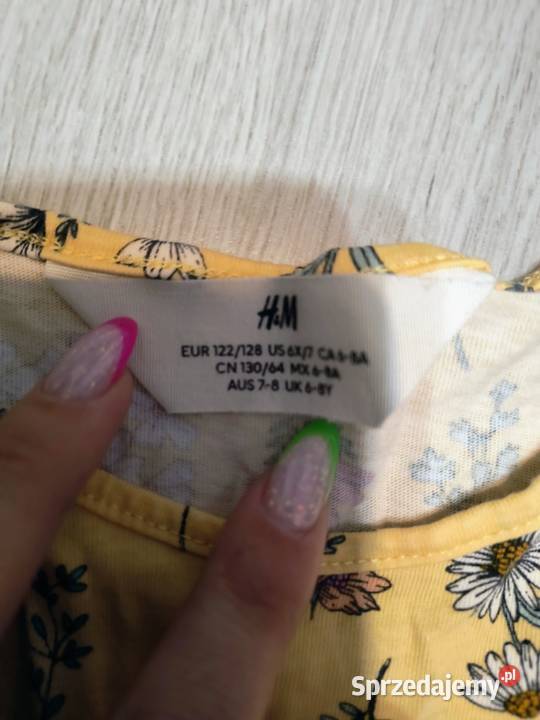 H&M
EUR 122/128 US 6X/7 CA 6-8A
CN 130/64 MX 6-8A
AUS 7-8 UK 6-8Y
Sprzedajemy.pl